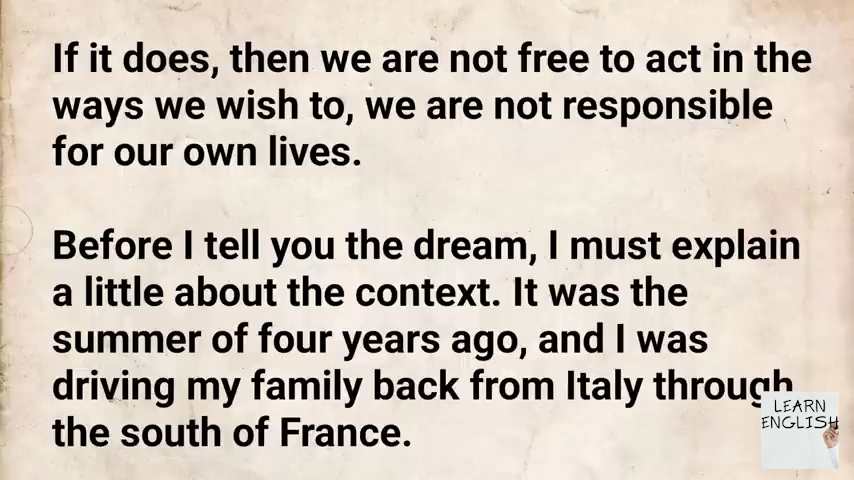 If it does, then we are not free to act in the
ways we wish to, we are not responsible
for our own lives.
Before I tell you the dream, I must explain
a little about the context. It was the
summer of four years ago, and I was
driving my family back from Italy through
the south of France.
LEARN
ENGLISH